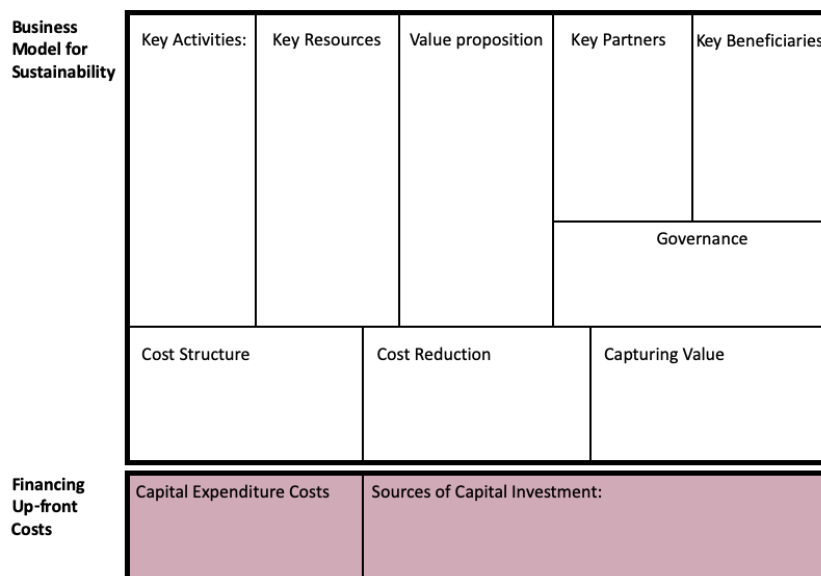 Business
Model for
Sustainability
Key Activities:
Key Resources
Value proposition
Key Partners
Key Beneficiaries
Governance
Cost Structure
Cost Reduction
Capturing Value
Financing
Up-front
Costs
Capital Expenditure Costs
Sources of Capital Investment: